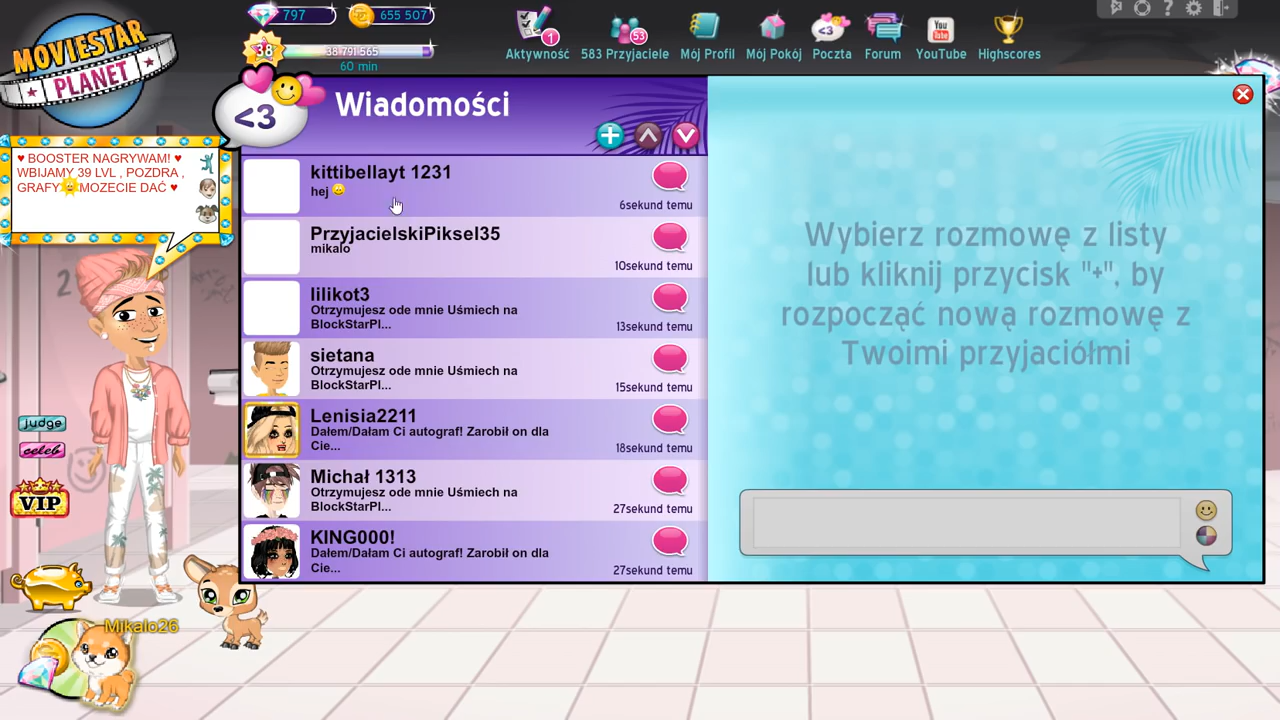 797
655 507
38
38 791 565
60 min
1
Aktywność
53
583 Przyjaciele
Mój Profil
Mój Pokój
<3
Poczta
Forum
You
Tube
YouTube
Highscores
MOVIESTAR
PLANET
<3
Wiadomości
♥ BOOSTER NAGRYWAM! ♥
WBIJAMY 39 LVL , POZDRA ,
GRAFY MOZECIE DAĆ ♥
kittibellayt 1231
hej
6sekund temu
PrzyjacielskiPiksel35
mikalo
10sekund temu
lilikot3
Otrzymujesz ode mnie Uśmiech na
BlockStarPl...
13sekund temu
sietana
Otrzymujesz ode mnie Uśmiech na
BlockStarPl...
15sekund temu
Lenisia2211
Dałem/Dałam Ci autograf! Zarobił on dla
Cie...
18sekund temu
Michał 1313
Otrzymujesz ode mnie Uśmiech na
BlockStarPl...
27sekund temu
KING000!
Dałem/Dałam Ci autograf! Zarobił on dla
Cie...
27sekund temu
Wybierz rozmowę z listy
lub kliknij przycisk "+", by
rozpocząć nową rozmowę z
Twoimi przyjaciółmi
judge
celeb
VIP
Mikalo26